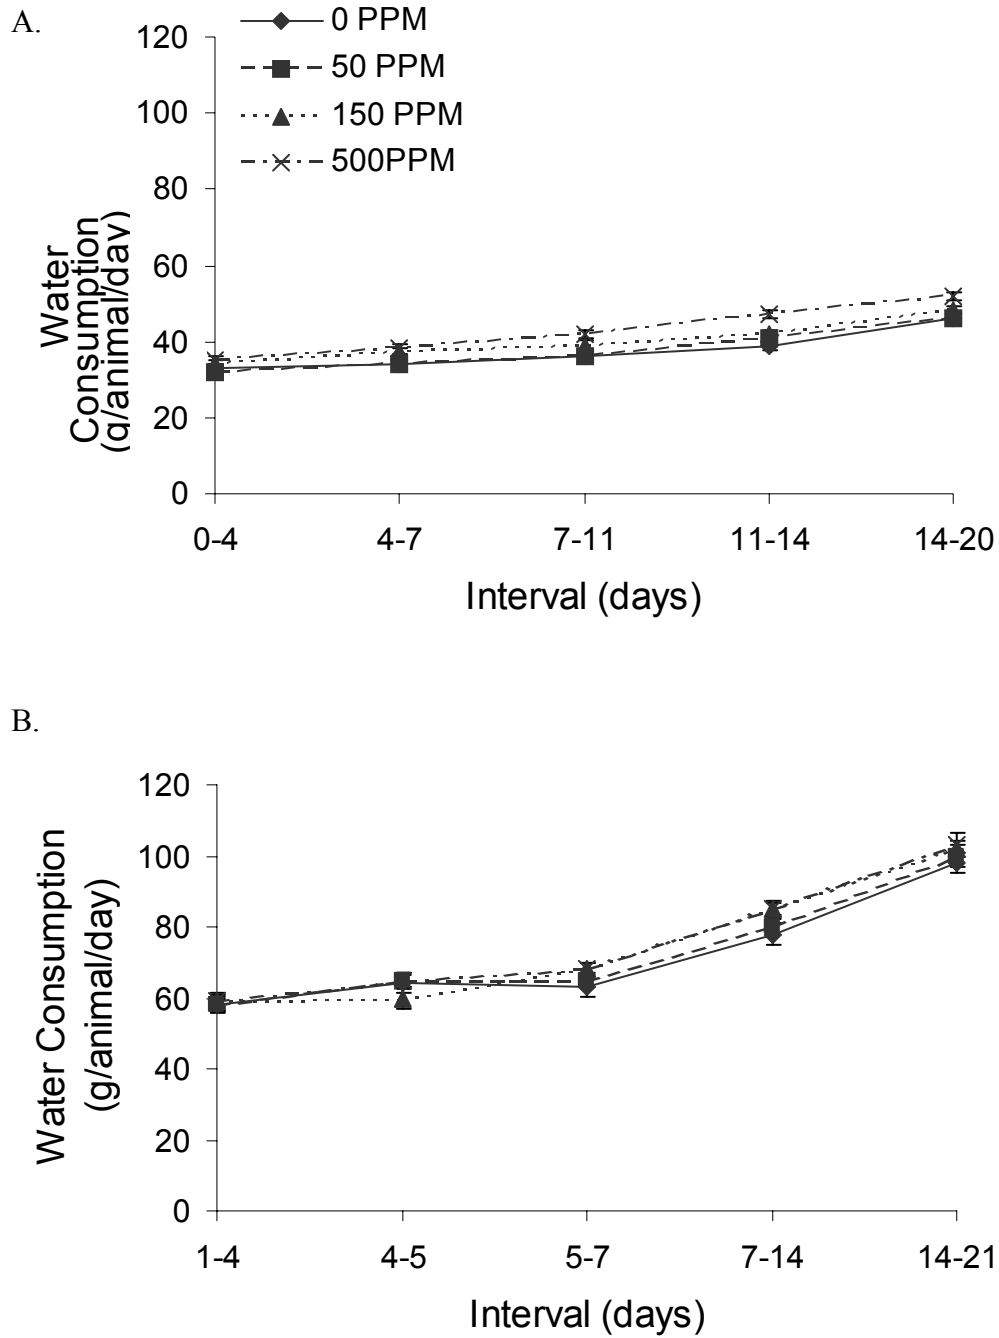 A.
0 PPM
50 PPM
150 PPM
500PPM
120
100
80
60
40
20
0
Water
Consumption
(g/animal/day)
0-4 4-7 7-11 11-14 14-20
Interval (days)
B.
120
100
80
60
40
20
0
Water Consumption
(g/animal/day)
1-4 4-5 5-7 7-14 14-21
Interval (days)